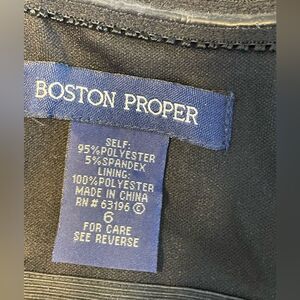 BOSTON PROPER
SELF:
95%POLYESTER
5%SPANDEX
LINING:
100%POLYESTER
MADE IN CHINA
RN # 63196 ©
6
FOR CARE
SEE REVERSE